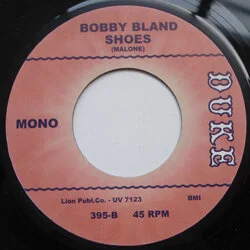 BOBBY BLAND
SHOES
(MALONE)
MONO
DUKE
Lion Publ.Co. - UV 7123
BMI
395-B 45 RPM